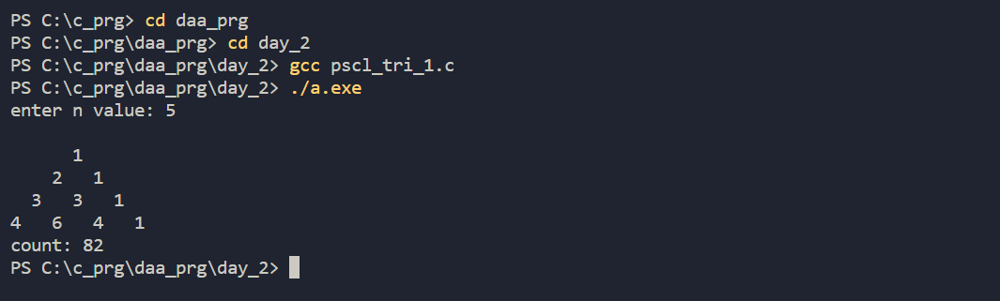 PS C:\c_prg> cd daa_prg
PS C:\c_prg\daa_prg> cd day_2
PS C:\c_prg\daa_prg\day_2> gcc pscl_tri_1.c
PS C:\c_prg\daa_prg\day_2> ./a.exe
enter n value: 5

      1
    2   1
  3   3   1
4   6   4   1
count: 82
PS C:\c_prg\daa_prg\day_2>